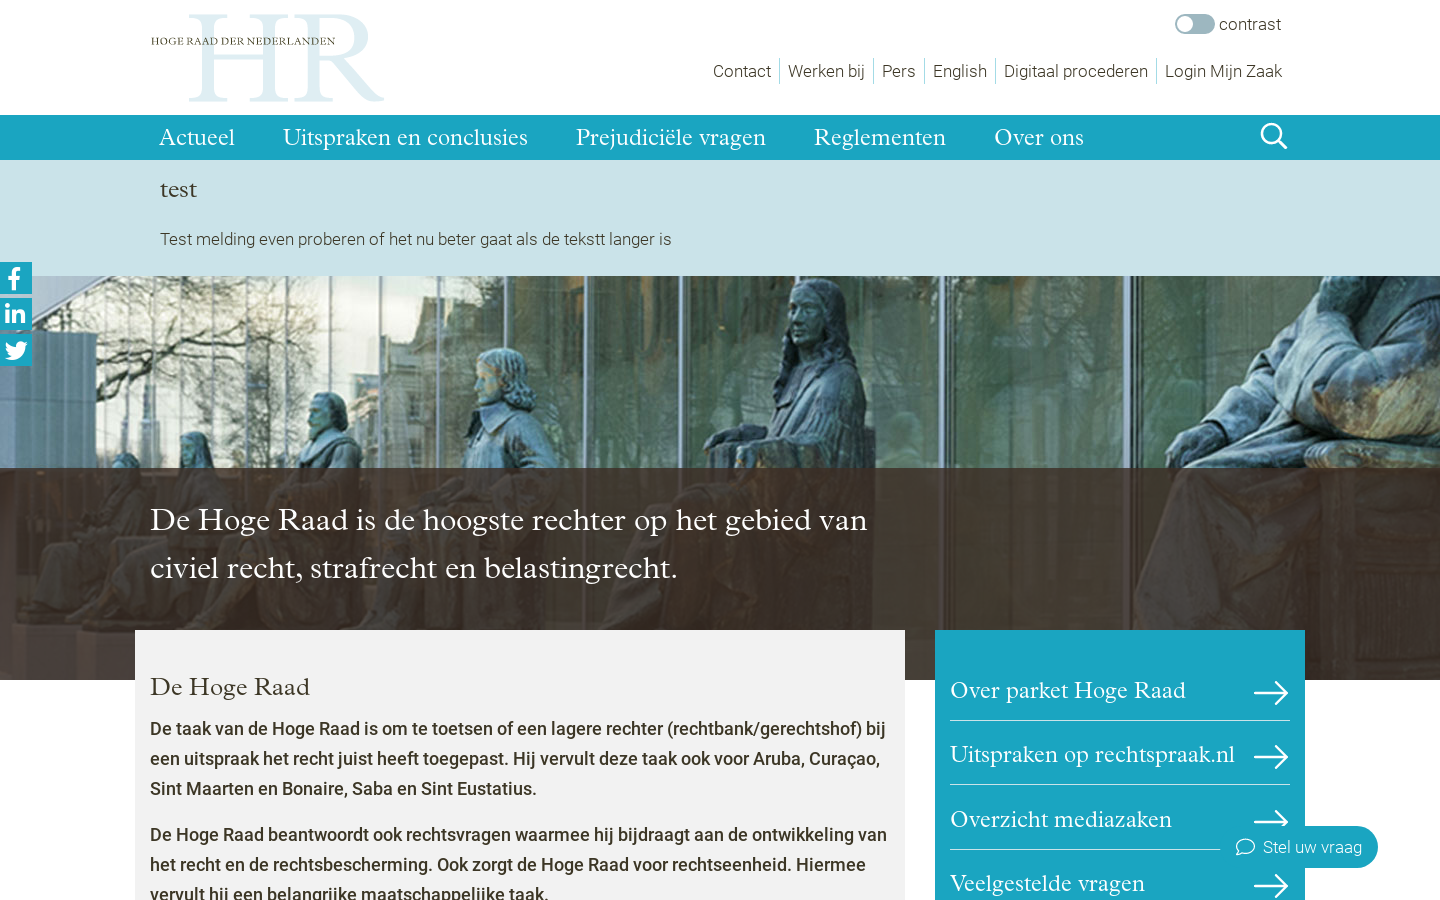 HR
HOGE RAAD DER NEDERLANDEN
contrast
Contact
Werken bij
Pers
English
Digitaal procederen
Login Mijn Zaak
Actueel
Uitspraken en conclusies
Prejudiciële vragen
Reglementen
Over ons
test
Test melding even proberen of het nu beter gaat als de tekstt langer is
De Hoge Raad is de hoogste rechter op het gebied van
civiel recht, strafrecht en belastingrecht.
De Hoge Raad
De taak van de Hoge Raad is om te toetsen of een lagere rechter (rechtbank/gerechtshof) bij
een uitspraak het recht juist heeft toegepast. Hij vervult deze taak ook voor Aruba, Curaçao,
Sint Maarten en Bonaire, Saba en Sint Eustatius.
De Hoge Raad beantwoordt ook rechtsvragen waarmee hij bijdraagt aan de ontwikkeling van
het recht en de rechtsbescherming. Ook zorgt de Hoge Raad voor rechtseenheid. Hiermee
vervult hij een belangrijke maatschappelijke taak.
Over parket Hoge Raad
Uitspraken op rechtspraak.nl
Overzicht mediazaken
Stel uw vraag
Veelgestelde vragen